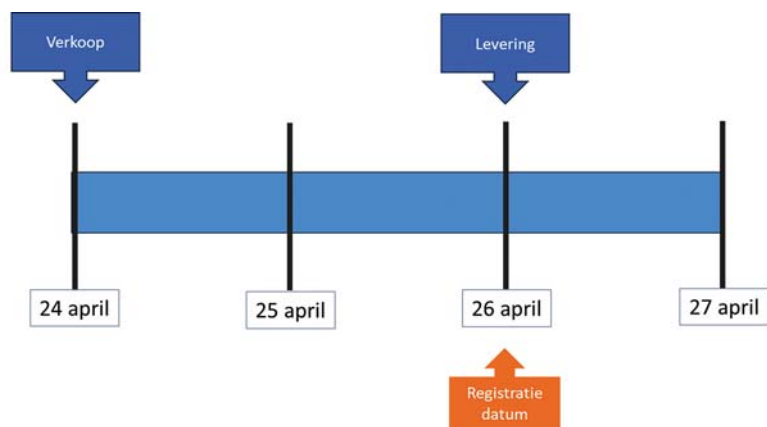 Verkoop
Levering
24 april
25 april
26 april
27 april
Registratie
datum